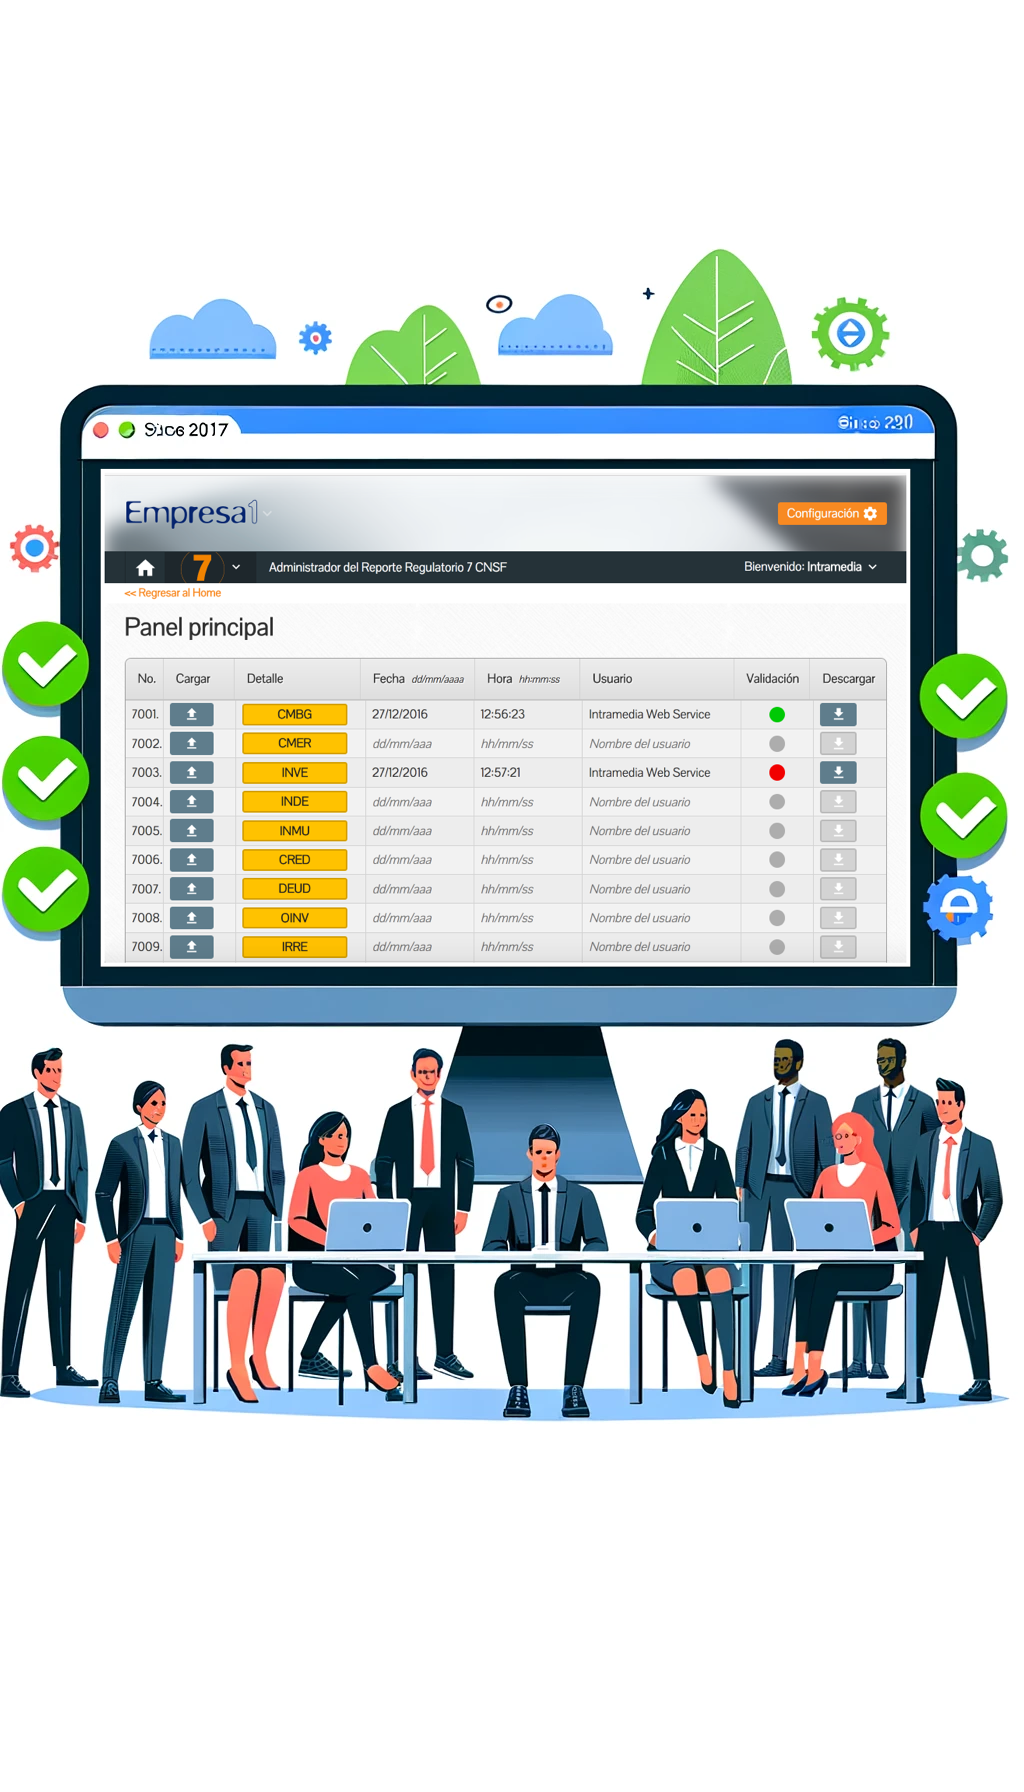 2017
Empresa1
Configuración
7
Administrador del Reporte Regulatorio 7 CNSF
Bienvenido: Intramedia
<< Regresar al Home
Panel principal
No. Cargar Detalle Fecha dd/mm/aaaa Hora hh:mm:ss Usuario Validación Descargar
7001. CMBG 27/12/2016 12:56:23 Intramedia Web Service
7002. CMER dd/mm/aaa hh/mm/ss Nombre del usuario
7003. INVE 27/12/2016 12:57:21 Intramedia Web Service
7004. INDE dd/mm/aaa hh/mm/ss Nombre del usuario
7005. INMU dd/mm/aaa hh/mm/ss Nombre del usuario
7006. CRED dd/mm/aaa hh/mm/ss Nombre del usuario
7007. DEUD dd/mm/aaa hh/mm/ss Nombre del usuario
7008. OINV dd/mm/aaa hh/mm/ss Nombre del usuario
7009. IRRE dd/mm/aaa hh/mm/ss Nombre del usuario